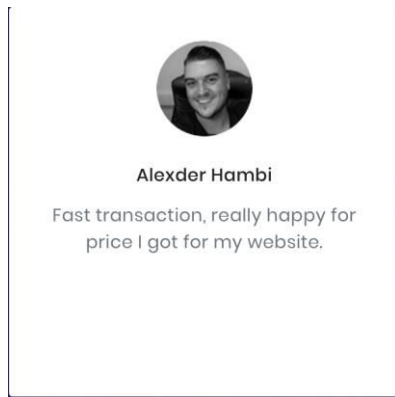 Alexder Hambi
Fast transaction, really happy for
price I got for my website.